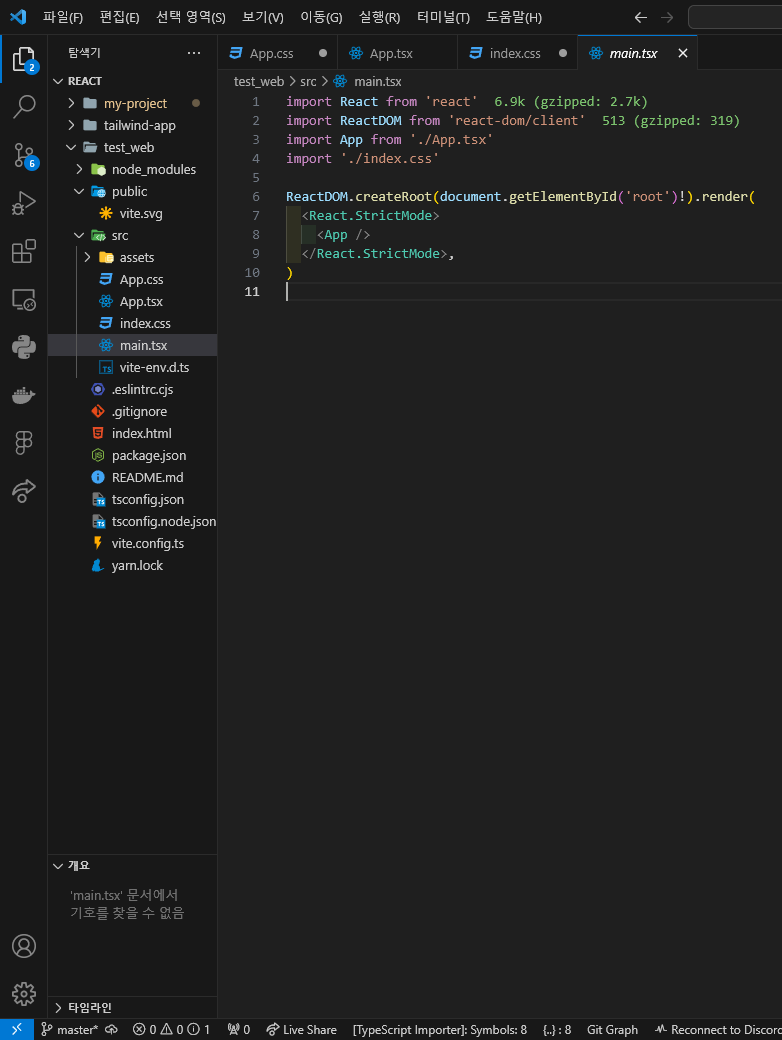 파일(F) 편집(E) 선택 영역(S) 보기(V) 이동(G) 실행(R) 터미널(T) 도움말(H)
탐색기 ···
REACT
my-project
tailwind-app
test_web
node_modules
public
vite.svg
src
assets
App.css
App.tsx
index.css
main.tsx
vite-env.d.ts
.eslintrc.cjs
.gitignore
index.html
package.json
README.md
tsconfig.json
tsconfig.node.json
vite.config.ts
yarn.lock
2
6
개요
'main.tsx' 문서에서
기호를 찾을 수 없음
타임라인
App.css App.tsx index.css main.tsx
test_web > src > main.tsx
1 import React from 'react' 6.9k (gzipped: 2.7k)
2 import ReactDOM from 'react-dom/client' 513 (gzipped: 319)
3 import App from './App.tsx'
4 import './index.css'
5
6 ReactDOM.createRoot(document.getElementById('root')!).render(
7 <React.StrictMode>
8 <App />
9 </React.StrictMode>,
10 )
11
master* 0 0 1 0 Live Share [TypeScript Importer]: Symbols: 8 {..} : 8 Git Graph Reconnect to Discord